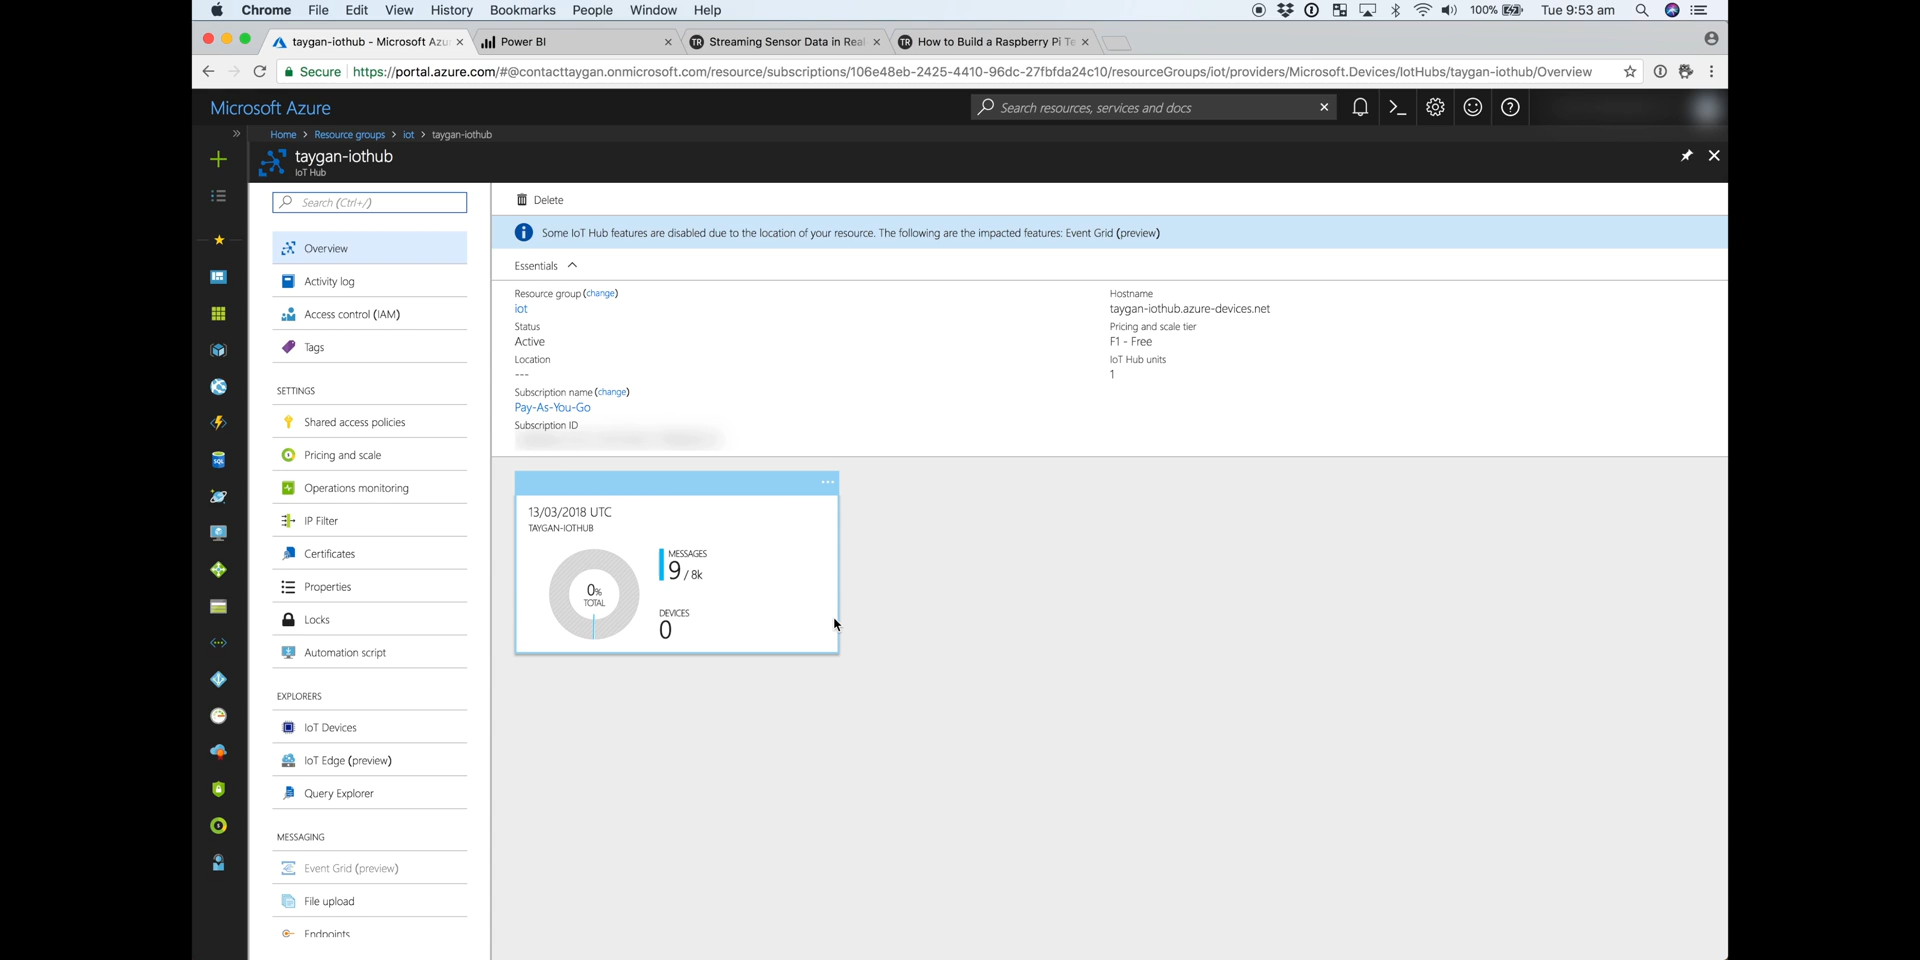 Chrome File Edit View History Bookmarks People Window Help 100% Tue 9:53 am
taygan-iothub - Microsoft Azu Power BI Streaming Sensor Data in Real How to Build a Raspberry Pi Te
Secure https://portal.azure.com/#@contacttaygan.onmicrosoft.com/resource/subscriptions/106e48eb-2425-4410-96dc-27fbfda24c10/resourceGroups/iot/providers/Microsoft.Devices/IotHubs/taygan-iothub/Overview
Microsoft Azure Search resources, services and docs
Home > Resource groups > iot > taygan-iothub
taygan-iothub
IoT Hub
Search (Ctrl+/)
Overview
Activity log
Access control (IAM)
Tags
SETTINGS
Shared access policies
Pricing and scale
Operations monitoring
IP Filter
Certificates
Properties
Locks
Automation script
EXPLORERS
IoT Devices
IoT Edge (preview)
Query Explorer
MESSAGING
Event Grid (preview)
File upload
Endpoints
Delete
Some IoT Hub features are disabled due to the location of your resource. The following are the impacted features: Event Grid (preview)
Essentials
Resource group (change)
iot
Status
Active
Location
---
Subscription name (change)
Pay-As-You-Go
Subscription ID
Hostname
taygan-iothub.azure-devices.net
Pricing and scale tier
F1 - Free
IoT Hub units
1
13/03/2018 UTC
TAYGAN-IOTHUB
0%
TOTAL
MESSAGES
9 / 8k
DEVICES
0